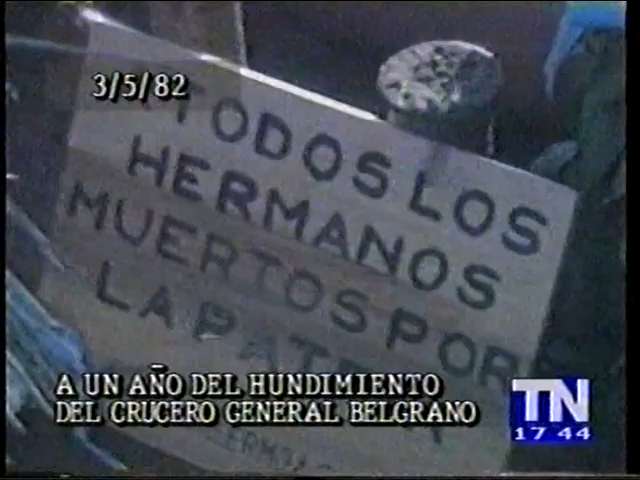 3/5/82
TODOS LOS
HERMANOS
MUERTOS POR
LA
A UN AÑO DEL HUNDIMIENTO
DEL CRUCERO GENERAL BELGRANO
TN
17 44